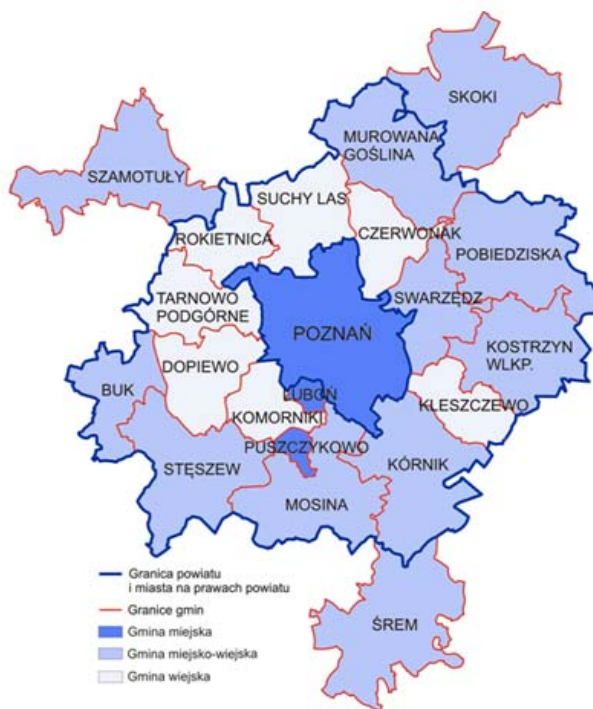 SKOKI
MUROWANA
GOŚLINA
SZAMOTUŁY
SUCHY LAS
ROKIETNICA
CZERWONAK
POBIEDZISKA
TARNOWO
PODGÓRNE
SWARZĘDZ
POZNAŃ
KOSTRZYN
WLKP.
DOPIEWO
BUK
LUBOŃ
KLESZCZEWO
KOMORNIKI
PUSZCZYKOWO
KÓRNIK
STĘSZEW
MOSINA
ŚREM
Granica powiatu
i miasta na prawach powiatu
Granice gmin
Gmina miejska
Gmina miejsko-wiejska
Gmina wiejska